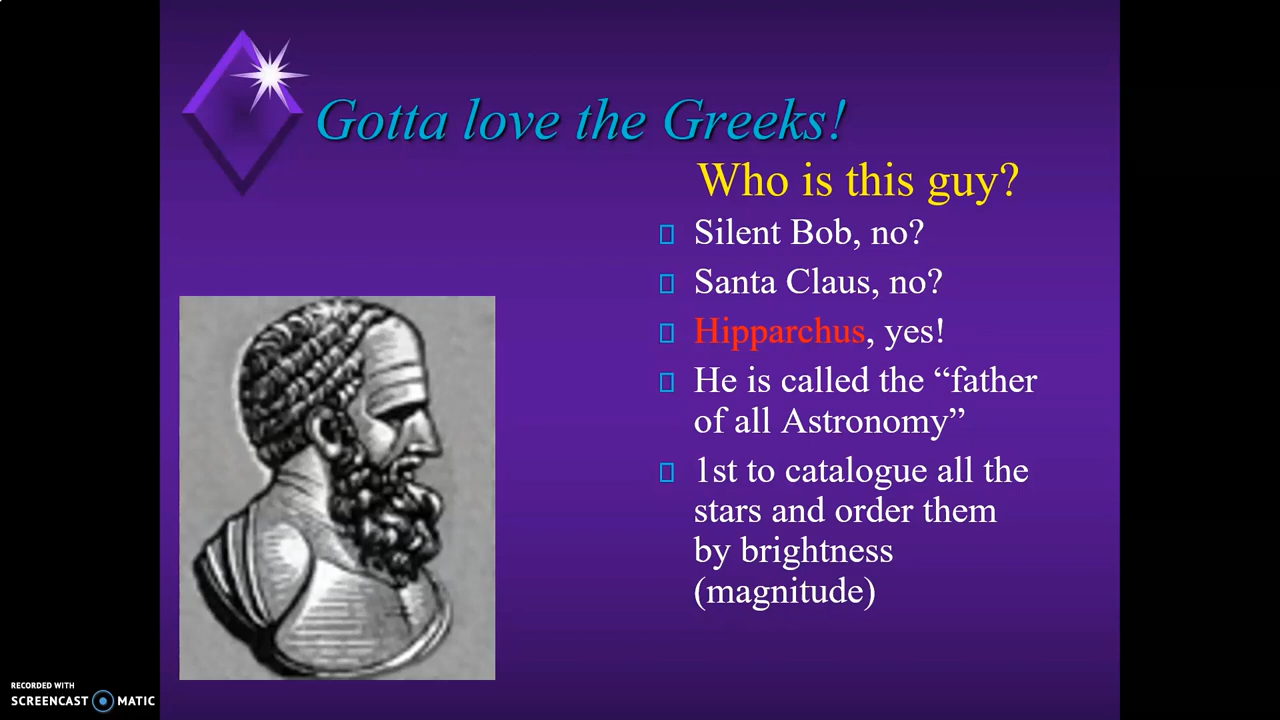 Gotta love the Greeks!
Who is this guy?
Silent Bob, no?
Santa Claus, no?
Hipparchus, yes!
He is called the “father
of all Astronomy”
1st to catalogue all the
stars and order them
by brightness
(magnitude)
RECORDED WITH
SCREENCAST MATIC